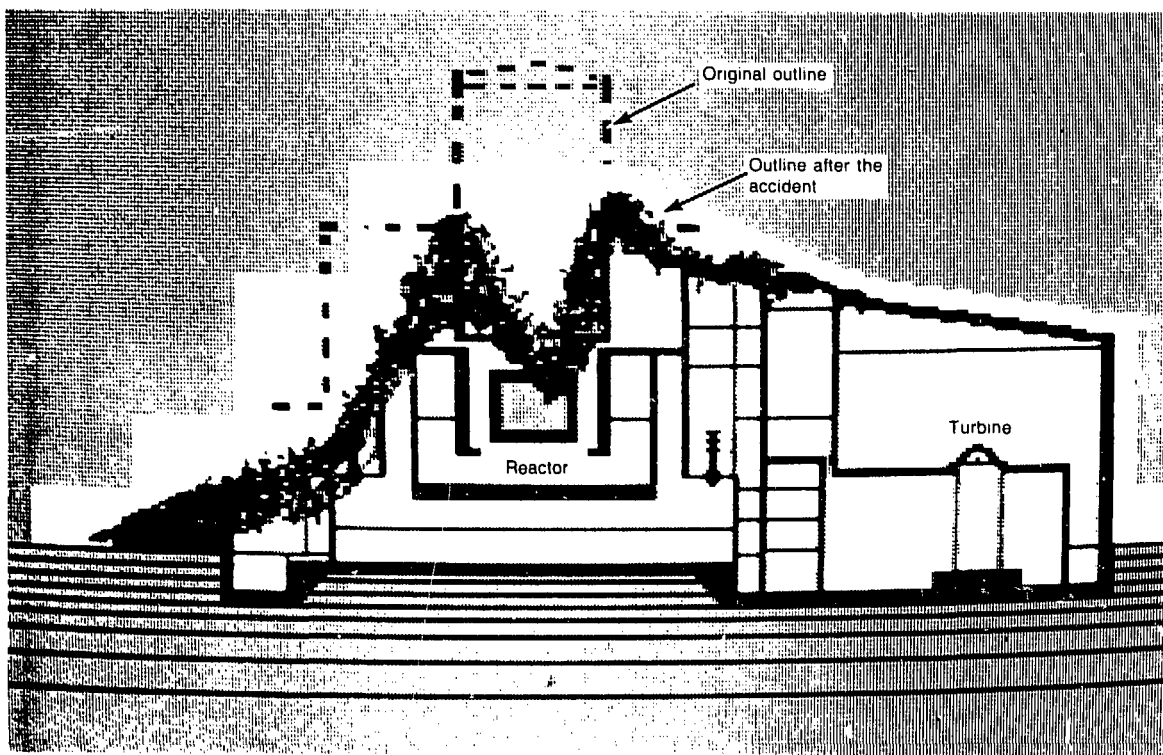 Original outline
Outline after the
accident
Turbine
Reactor